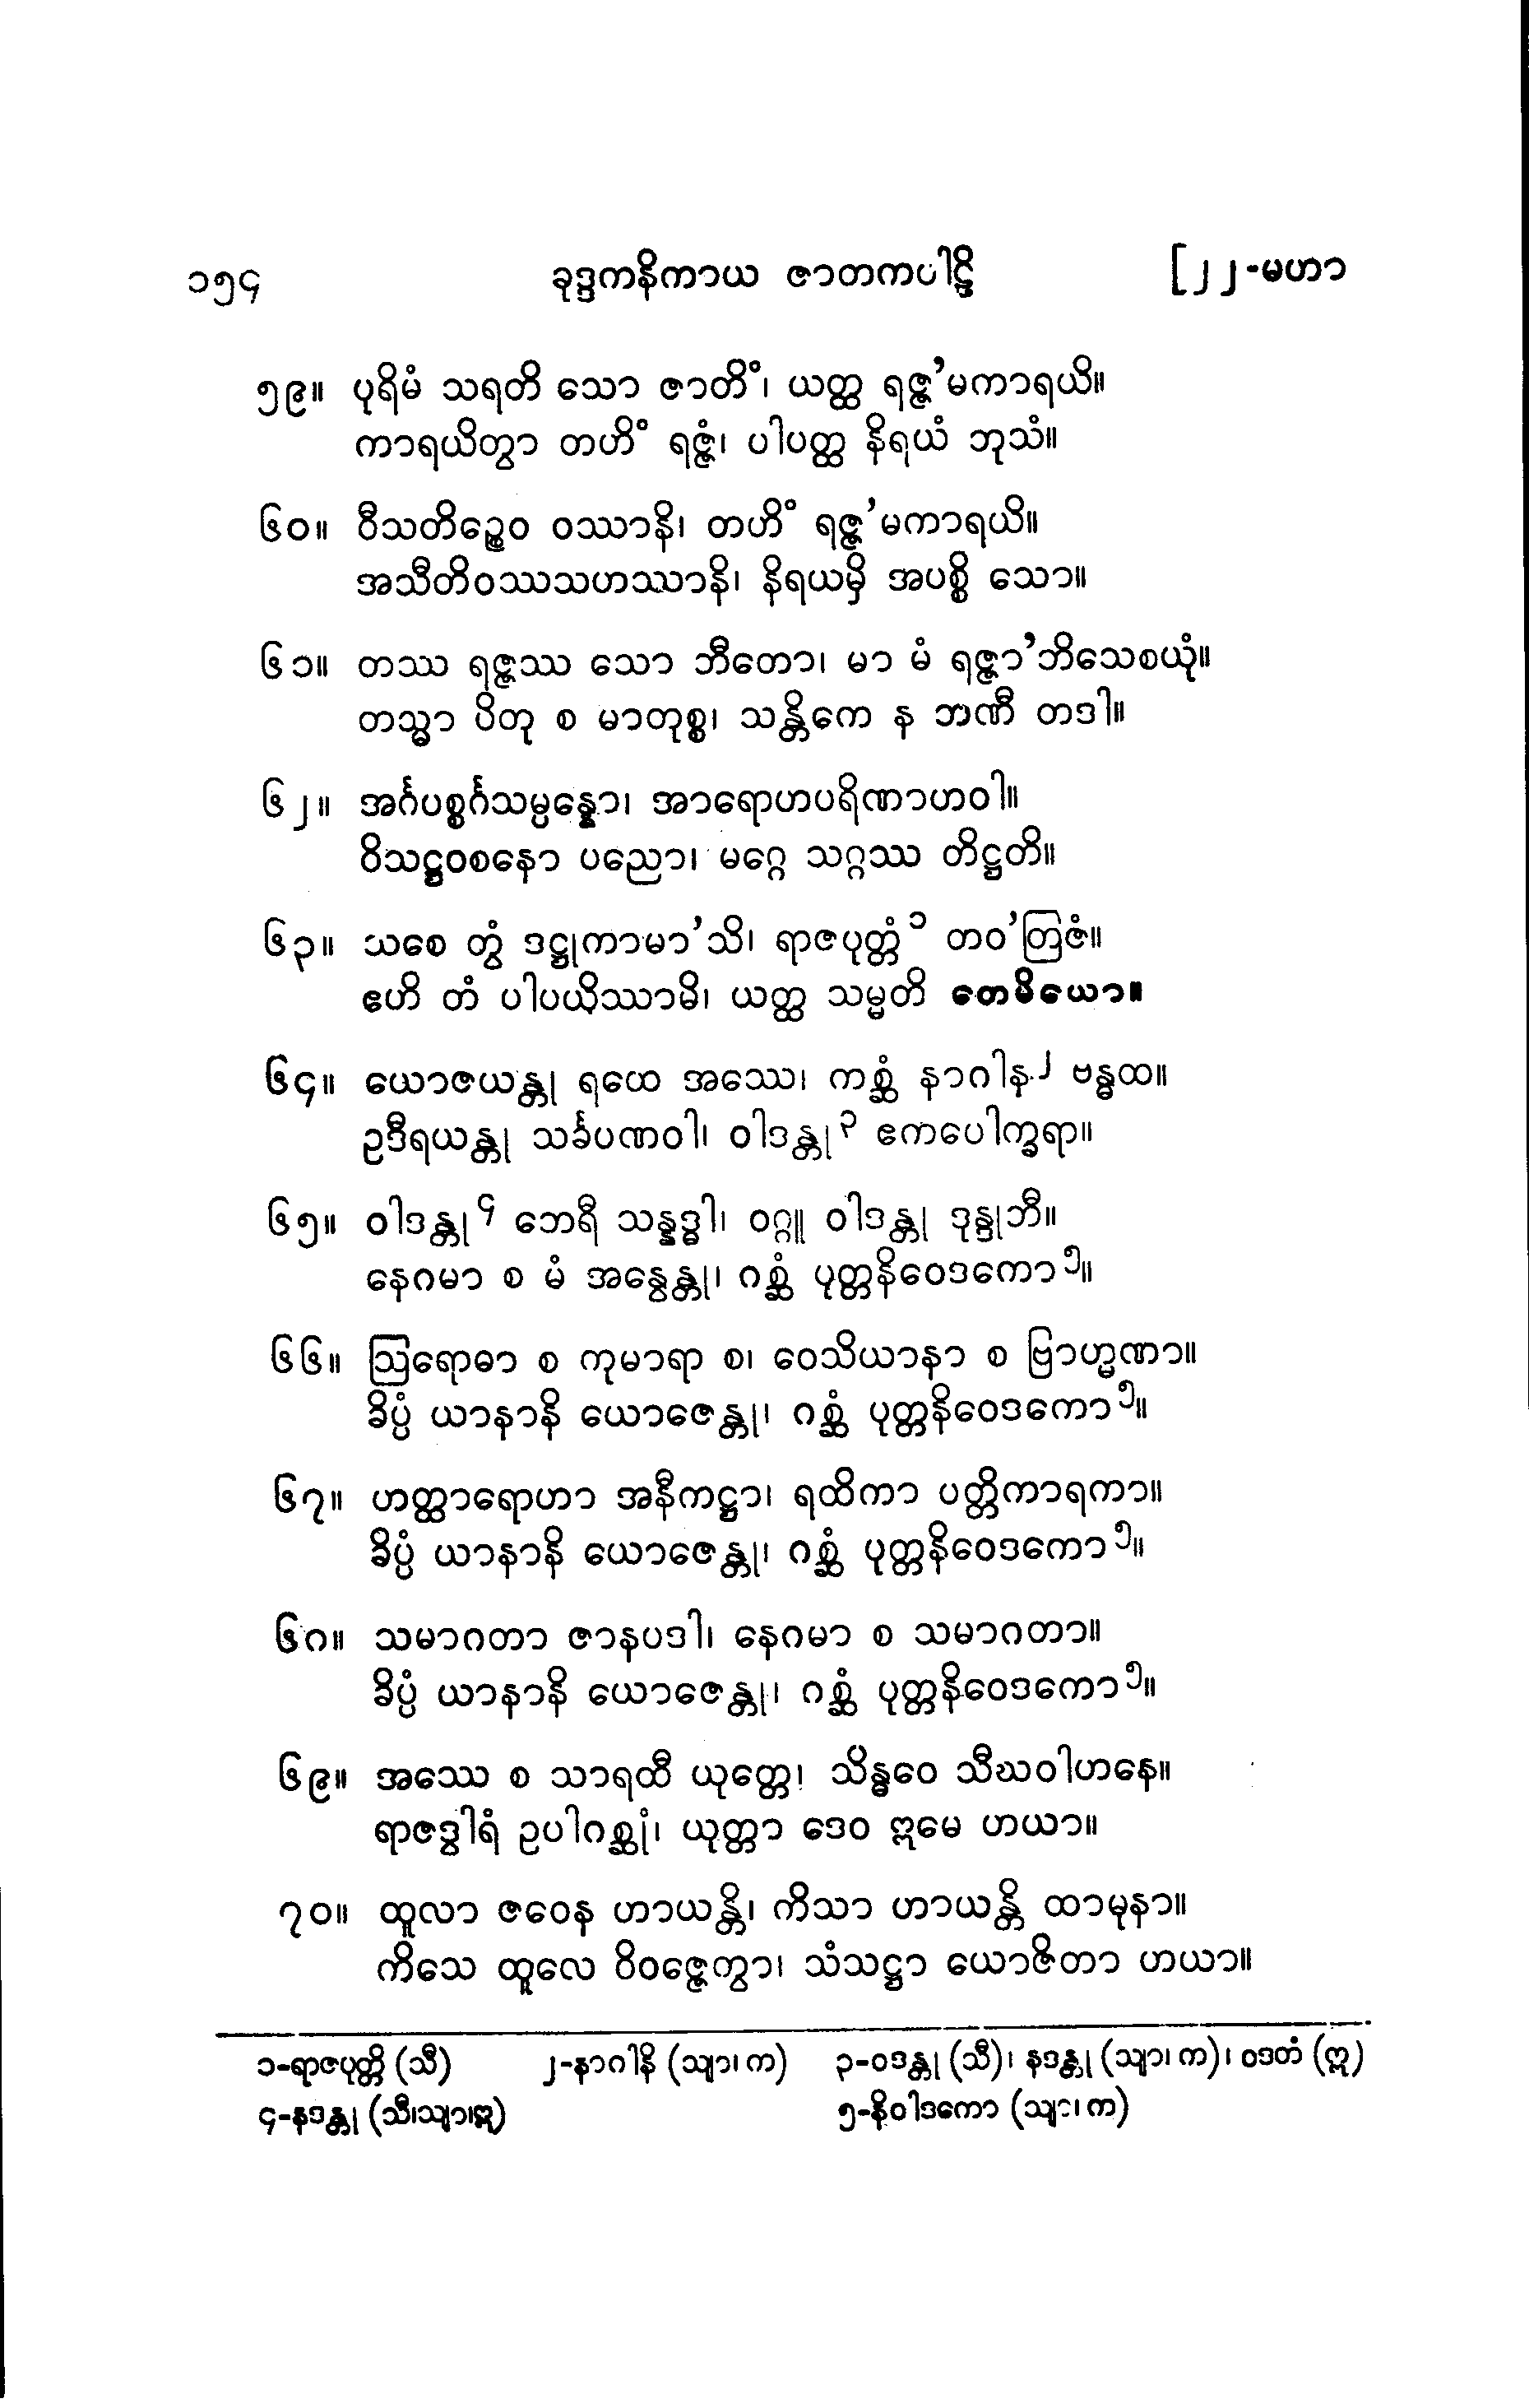 ၁၅၄ ခုဒ္ဒကနိကာယ ဇာတကပါဠိ [၂၂-မဟာ
၅၉။ ပုရိမံ သရတိ သော ဇာတိံ၊ ယတ္ထ ရဇ္ဇ’မကာရယိ။
ကာရယိတွာ တဟိံ ရဇ္ဇံ၊ ပါပတ္ထ နိရယံ ဘုသံ။
၆၀။ ဝီသတိဉ္စေဝ ဝဿာနိ၊ တဟိံ ရဇ္ဇ’မကာရယိ။
အသီတိဝဿသဟဿာနိ၊ နိရယမှိ အပစ္စိ သော။
၆၁။ တဿ ရဇ္ဇဿ သော ဘီတော၊ မာ မံ ရဇ္ဇာ’ဘိသေစယုံ။
တသ္မာ ပိတု စ မာတုစ္စ၊ သန္တိကေ န ဘဏီ တဒါ။
၆၂။ အင်္ဂပစ္စင်္ဂသမ္ပန္နော၊ အာရောဟပရိဏာဟဝါ။
ဝိသဋ္ဌဝစနော ပညော၊ မဂ္ဂေ သဂ္ဂဿ တိဋ္ဌတိ။
၆၃။ သစေ တွံ ဒဋ္ဌုကာမာ’သိ၊ ရာဇပုတ္တံ ၁ တဝ’တြဇံ။
ဧဟိ တံ ပါပယိဿာမိ၊ ယတ္ထ သမ္မတိ တေမိယော။
၆၄။ ယောဇယန္တု ရထေ အဿေ၊ ကစ္ဆံ နာဂါန ၂ ဗန္ဓထ။
ဥဒီရယန္တု သင်္ခပဏဝါ၊ ဝါဒန္တု ၃ ဧကပေါက္ခရာ။
၆၅။ ဝါဒန္တု ၄ ဘေရီ သန္နဒ္ဓါ၊ ဝဂ္ဂူ ဝါဒန္တု ဒုန္ဒုဘီ။
နေဂမာ စ မံ အနွေန္တု၊ ဂစ္ဆံ ပုတ္တနိဝေဒကော ၅။
၆၆။ ဩရောဓာ စ ကုမာရာ စ၊ ဝေသိယာနာ စ ဗြာဟ္မဏာ။
ခိပ္ပံ ယာနာနိ ယောဇေန္တု၊ ဂစ္ဆံ ပုတ္တနိဝေဒကော ၅။
၆၇။ ဟတ္ထာရောဟာ အနီကဋ္ဌာ၊ ရထိကာ ပတ္တိကာရကာ။
ခိပ္ပံ ယာနာနိ ယောဇေန္တု၊ ဂစ္ဆံ ပုတ္တနိဝေဒကော ၅။
၆၈။ သမာဂတာ ဇာနပဒါ၊ နေဂမာ စ သမာဂတာ။
ခိပ္ပံ ယာနာနိ ယောဇေန္တု၊ ဂစ္ဆံ ပုတ္တနိဝေဒကော ၅။
၆၉။ အဿေ စ သာရထီ ယုတ္တေ၊ သိန္ဓဝေ သီဃဝါဟနေ။
ရာဇဒွါရံ ဥပါဂစ္ဆုံ၊ ယုတ္တာ ဒေဝ ဣမေ ဟယာ။
၇၀။ ထူလာ ဇဝေန ဟာယန္တိ၊ ကိသာ ဟာယန္တိ ထာမုနာ။
ကိသေ ထူလေ ဝိဝဇ္ဇေတွာ၊ သံသဋ္ဌာ ယောဇိတာ ဟယာ။
၁-ရာဇပုတ္တိ (သီ) ၂-နာဂါနိ (သျာ၊ က) ၃-ဝဒန္တု (သီ)၊ နဒန္တု (သျာ၊ က)၊ ဝဒတံ (ဣ)
၄-နဒန္တု (သီ၊သျာ၊ဣ) ၅-နိဝါဒကော (သျာ၊ က)